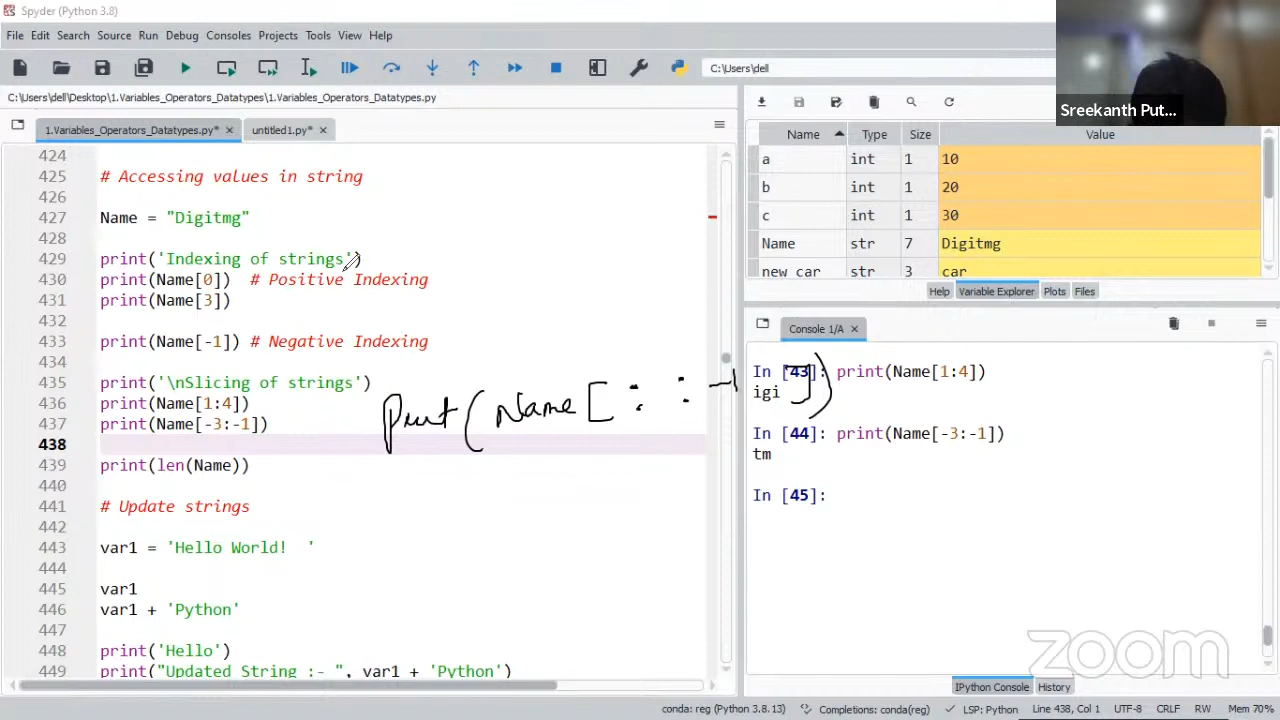 Spyder (Python 3.8)
File Edit Search Source Run Debug Consoles Projects Tools View Help
C:\Users\dell
C:\Users\dell\Desktop\1.Variables_Operators_Datatypes\1.Variables_Operators_Datatypes.py
Sreekanth Put...
1.Variables_Operators_Datatypes.py* untitled1.py*
424
425 # Accessing values in string
426
427 Name = "Digitmg"
428
429 print('Indexing of strings')
430 print(Name[0]) # Positive Indexing
431 print(Name[3])
432
433 print(Name[-1]) # Negative Indexing
434
435 print('\nSlicing of strings')
436 print(Name[1:4])
437 print(Name[-3:-1])
438
439 print(len(Name))
440
441 # Update strings
442
443 var1 = 'Hello World!  '
444
445 var1
446 var1 + 'Python'
447
448 print('Hello')
449 print("Updated String :- ", var1 + 'Python')
Print(Name[ : : -1])
Name Type Size Value
a int 1 10
b int 1 20
c int 1 30
Name str 7 Digitmg
new car str 3 car
Help Variable Explorer Plots Files
Console 1/A
In [43]: print(Name[1:4])
igi
In [44]: print(Name[-3:-1])
tm
In [45]:
zoom
IPython Console History
conda: reg (Python 3.8.13) Completions: conda(reg) LSP: Python Line 438, Col 1 UTF-8 CRLF RW Mem 70%